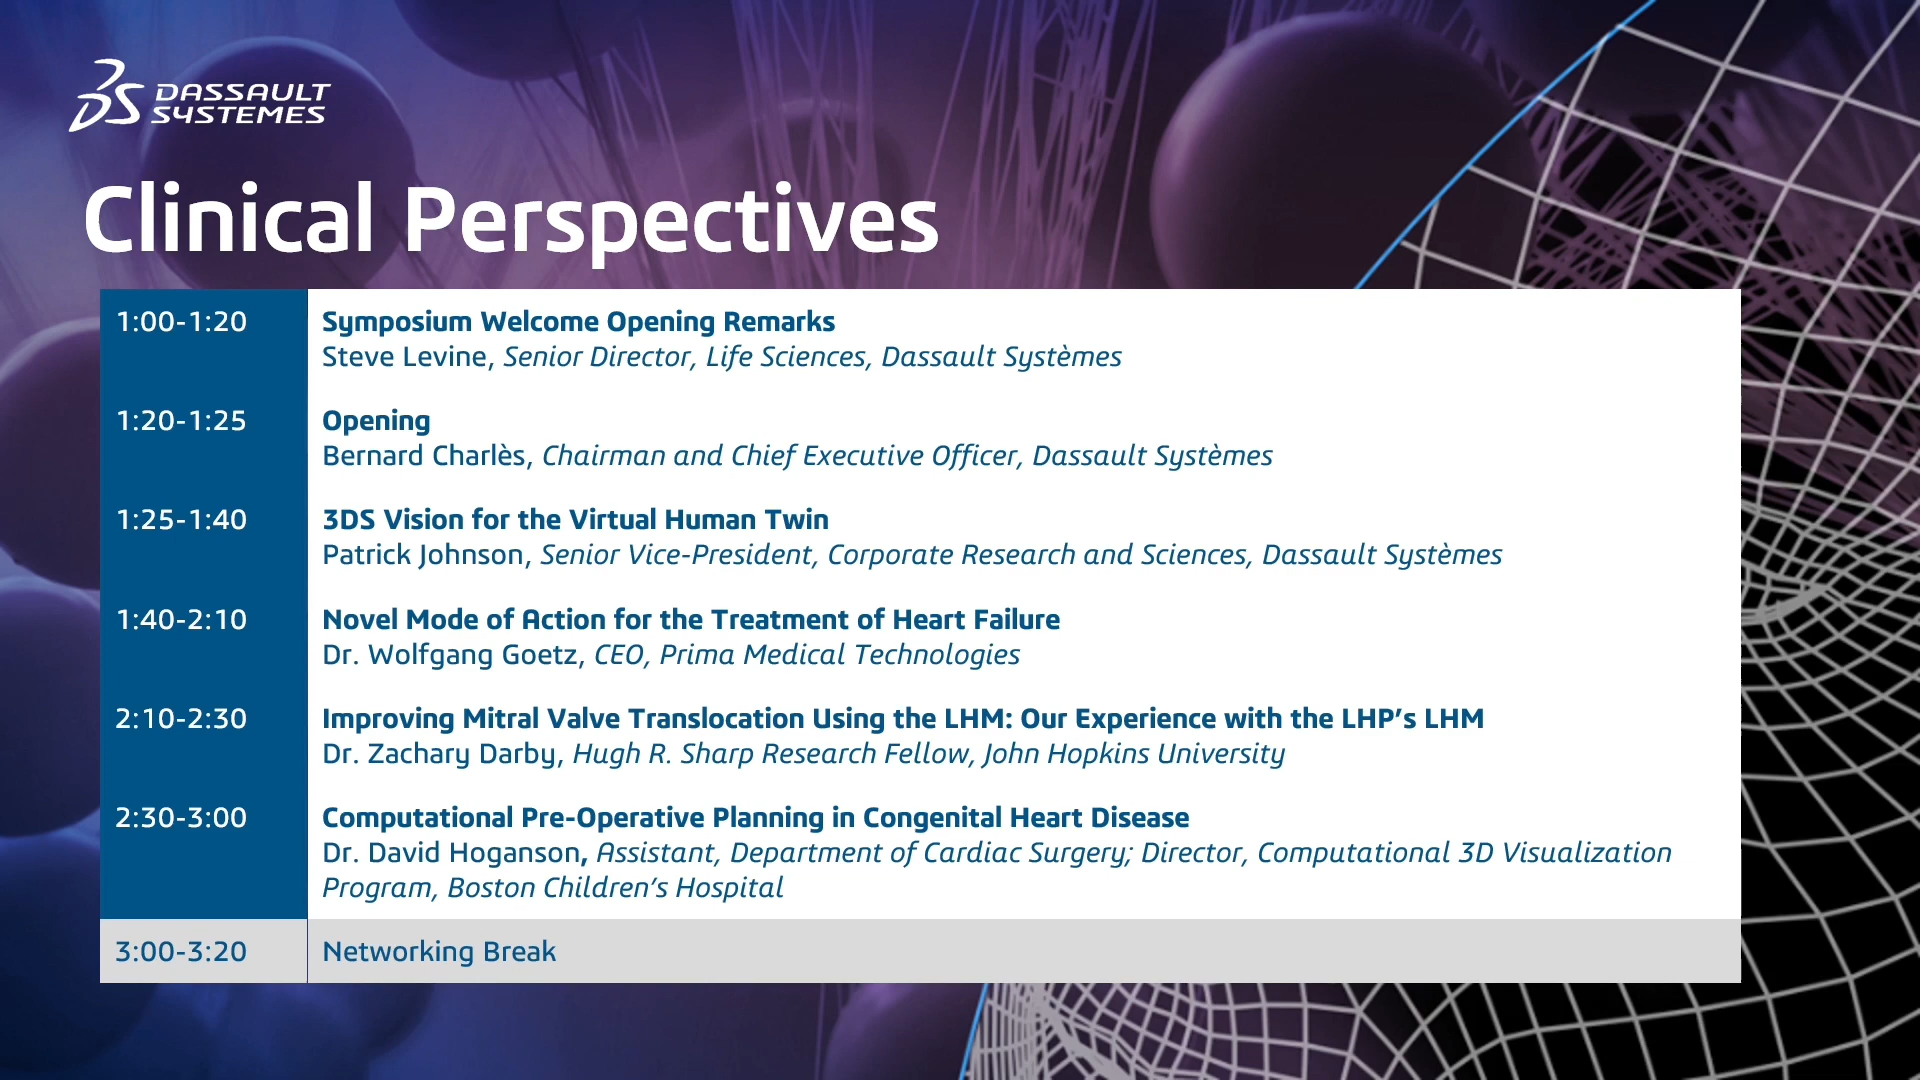 DASSAULT
SYSTEMES
Clinical Perspectives
1:00-1:20
Symposium Welcome Opening Remarks
Steve Levine, Senior Director, Life Sciences, Dassault Systèmes
1:20-1:25
Opening
Bernard Charlès, Chairman and Chief Executive Officer, Dassault Systèmes
1:25-1:40
3DS Vision for the Virtual Human Twin
Patrick Johnson, Senior Vice-President, Corporate Research and Sciences, Dassault Systèmes
1:40-2:10
Novel Mode of Action for the Treatment of Heart Failure
Dr. Wolfgang Goetz, CEO, Prima Medical Technologies
2:10-2:30
Improving Mitral Valve Translocation Using the LHM: Our Experience with the LHP’s LHM
Dr. Zachary Darby, Hugh R. Sharp Research Fellow, John Hopkins University
2:30-3:00
Computational Pre-Operative Planning in Congenital Heart Disease
Dr. David Hoganson, Assistant, Department of Cardiac Surgery; Director, Computational 3D Visualization
Program, Boston Children’s Hospital
3:00-3:20
Networking Break